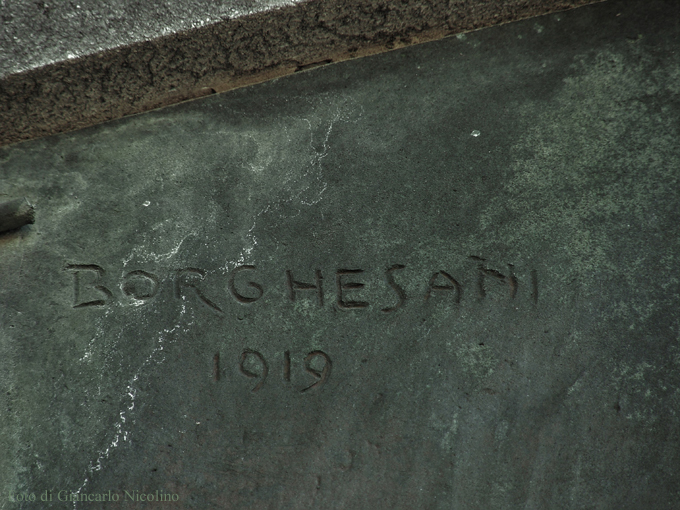 BORGHESANI
1919
Foto di Giancarlo Nicolino